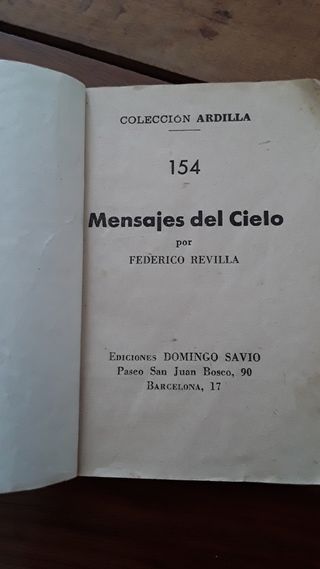 COLECCIÓN ARDILLA
154
Mensajes del Cielo
por
FEDERICO REVILLA
EDICIONES DOMINGO SAVIO
Paseo San Juan Bosco, 90
BARCELONA, 17